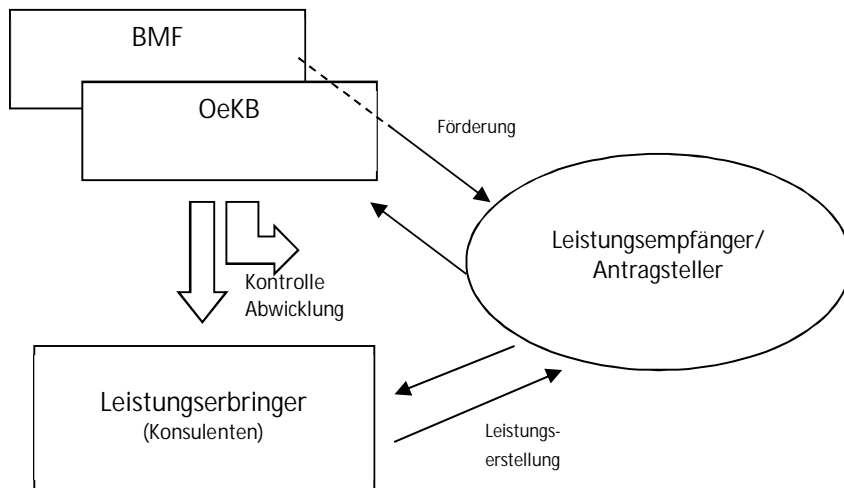 BMF
OeKB
Förderung
Leistungsempfänger/
Antragsteller
Kontrolle
Abwicklung
Leistungserbringer
(Konsulenten)
Leistungs-
erstellung